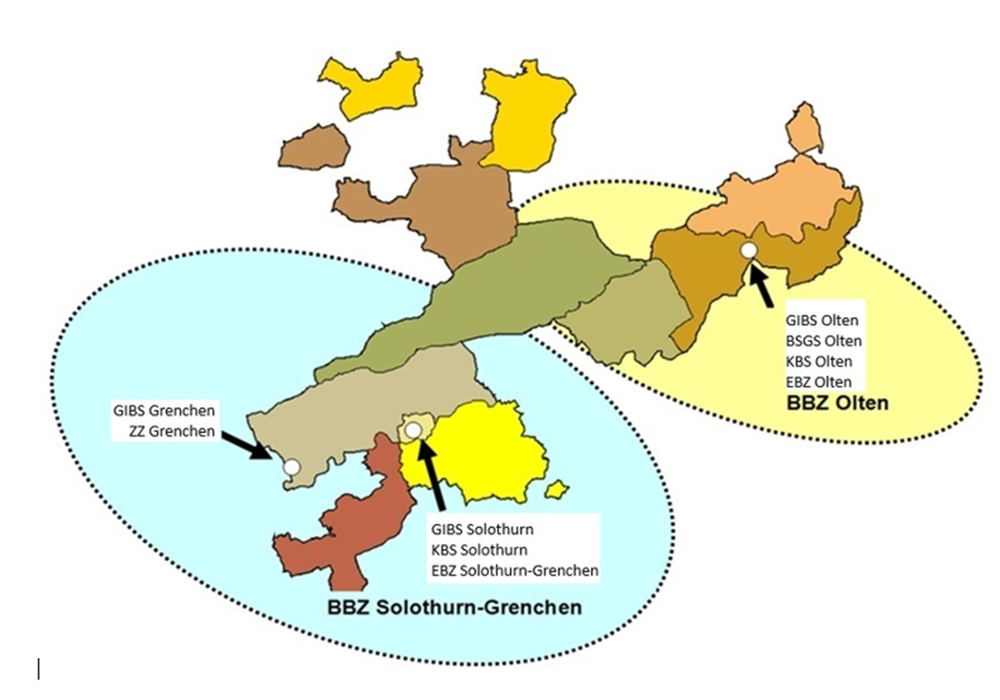 GIBS Olten
BSGS Olten
KBS Olten
EBZ Olten
BBZ Olten
GIBS Grenchen
ZZ Grenchen
GIBS Solothurn
KBS Solothurn
EBZ Solothurn-Grenchen
BBZ Solothurn-Grenchen